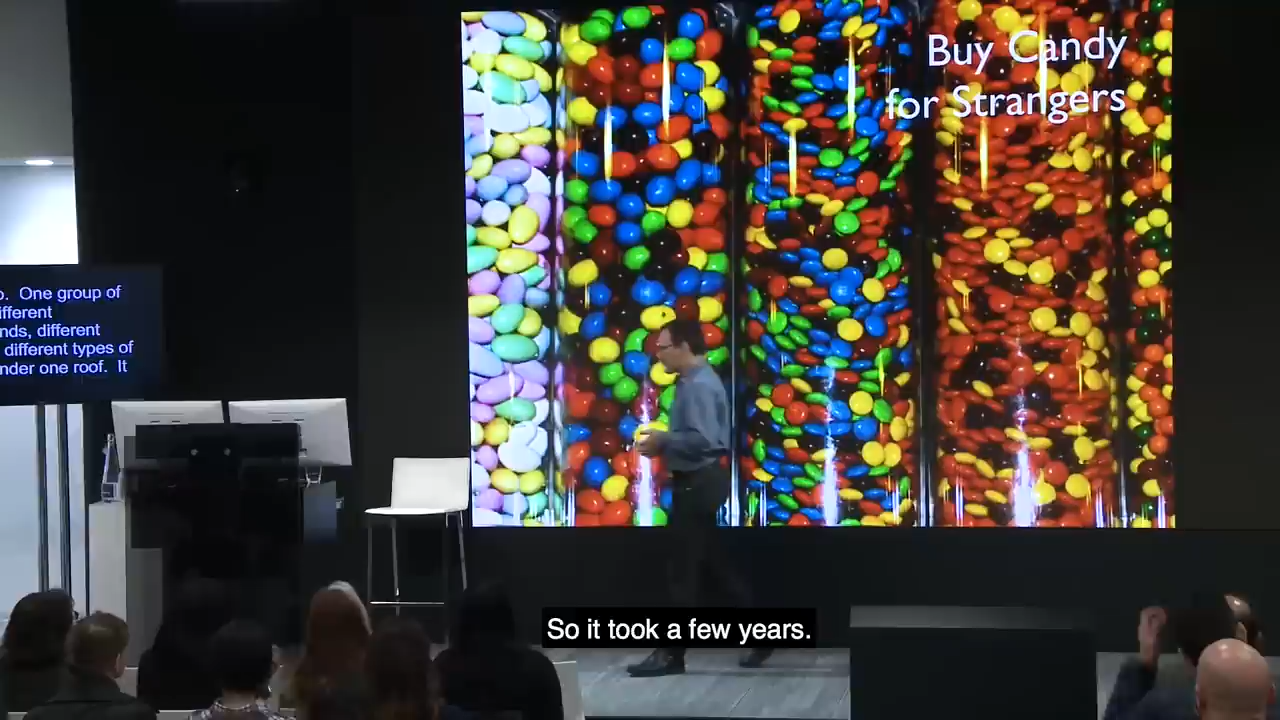 Buy Candy
for Strangers
One group of
ifferent
nds, different
different types of
nder one roof. It
So it took a few years.